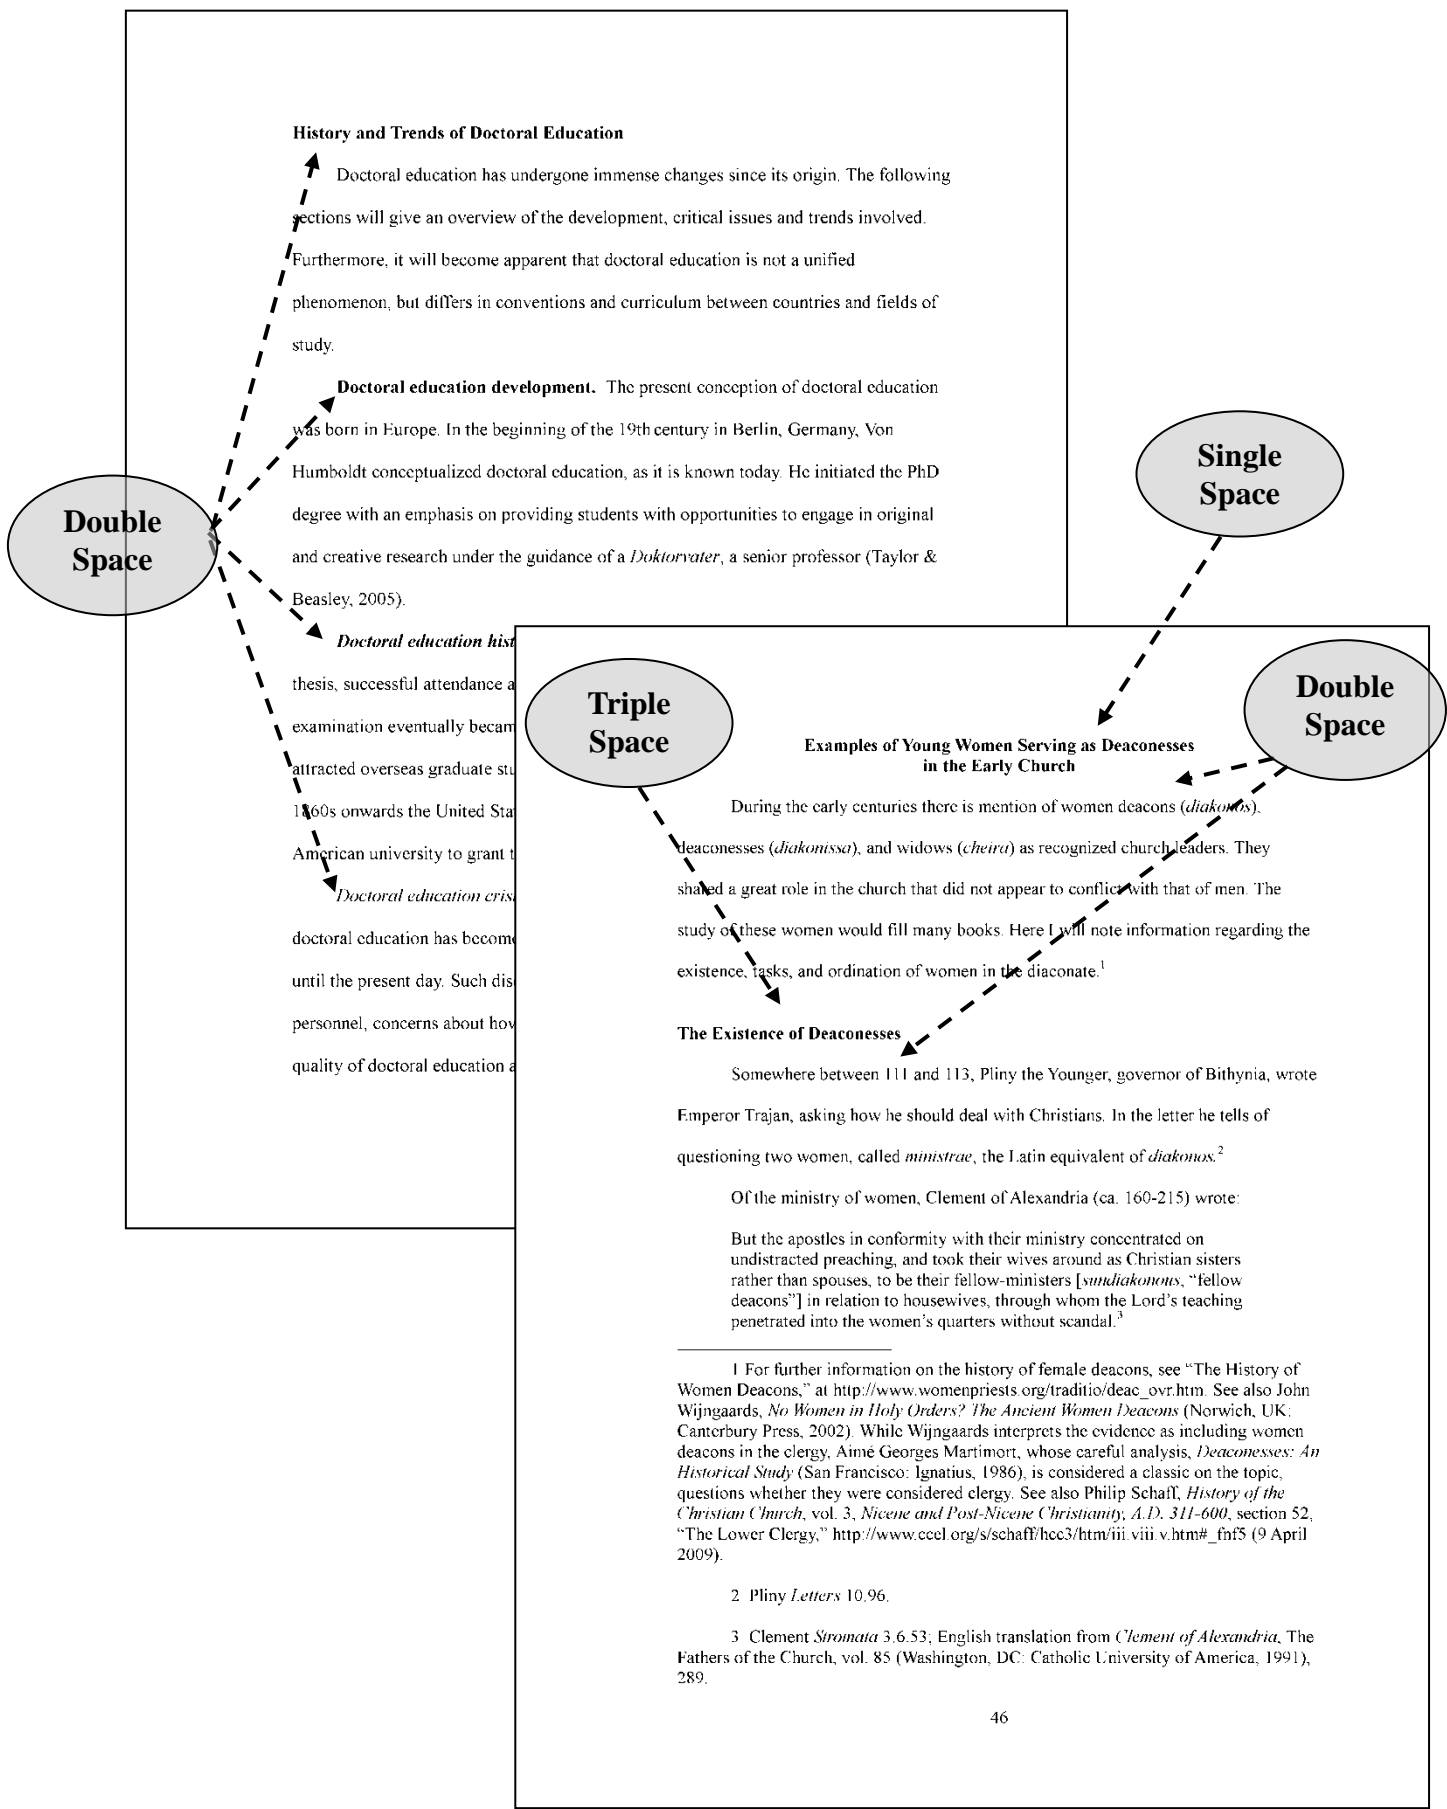 History and Trends of Doctoral Education
Doctoral education has undergone immense changes since its origin. The following
sections will give an overview of the development, critical issues and trends involved.
Furthermore, it will become apparent that doctoral education is not a unified
phenomenon, but differs in conventions and curriculum between countries and fields of
study.
Doctoral education development. The present conception of doctoral education
was born in Europe. In the beginning of the 19th century in Berlin, Germany, Von
Humboldt conceptualized doctoral education, as it is known today. He initiated the PhD
degree with an emphasis on providing students with opportunities to engage in original
and creative research under the guidance of a Doktorvater, a senior professor (Taylor &
Beasley, 2005).
Doctoral education hist
thesis, successful attendance a
examination eventually becam
attracted overseas graduate stu
1860s onwards the United Stat
American university to grant t
Doctoral education cris
doctoral education has become
until the present day. Such dis
personnel, concerns about how
quality of doctoral education a
Double
Space
Single
Space
Triple
Space
Double
Space
Examples of Young Women Serving as Deaconesses
in the Early Church
During the early centuries there is mention of women deacons (diakonos),
deaconesses (diakonissa), and widows (cheira) as recognized church leaders. They
shared a great role in the church that did not appear to conflict with that of men. The
study of these women would fill many books. Here I will note information regarding the
existence, tasks, and ordination of women in the diaconate.1
The Existence of Deaconesses
Somewhere between 111 and 113, Pliny the Younger, governor of Bithynia, wrote
Emperor Trajan, asking how he should deal with Christians. In the letter he tells of
questioning two women, called ministrae, the Latin equivalent of diakonos.2
Of the ministry of women, Clement of Alexandria (ca. 160-215) wrote:
But the apostles in conformity with their ministry concentrated on
undistracted preaching, and took their wives around as Christian sisters
rather than spouses, to be their fellow-ministers [sundiakonous, “fellow
deacons”] in relation to housewives, through whom the Lord’s teaching
penetrated into the women’s quarters without scandal.3
1 For further information on the history of female deacons, see “The History of
Women Deacons,” at http://www.womenpriests.org/traditio/deac_ovr.htm. See also John
Wijngaards, No Women in Holy Orders? The Ancient Women Deacons (Norwich, UK:
Canterbury Press, 2002). While Wijngaards interprets the evidence as including women
deacons in the clergy, Aimé Georges Martimort, whose careful analysis, Deaconesses: An
Historical Study (San Francisco: Ignatius, 1986), is considered a classic on the topic,
questions whether they were considered clergy. See also Philip Schaff, History of the
Christian Church, vol. 3, Nicene and Post-Nicene Christianity, A.D. 311-600, section 52,
“The Lower Clergy,” http://www.ccel.org/s/schaff/hcc3/htm/iii.viii.v.htm#_fnf5 (9 April
2009).
2 Pliny Letters 10.96.
3 Clement Stromata 3.6.53; English translation from Clement of Alexandria, The
Fathers of the Church, vol. 85 (Washington, DC: Catholic University of America, 1991),
289.
46